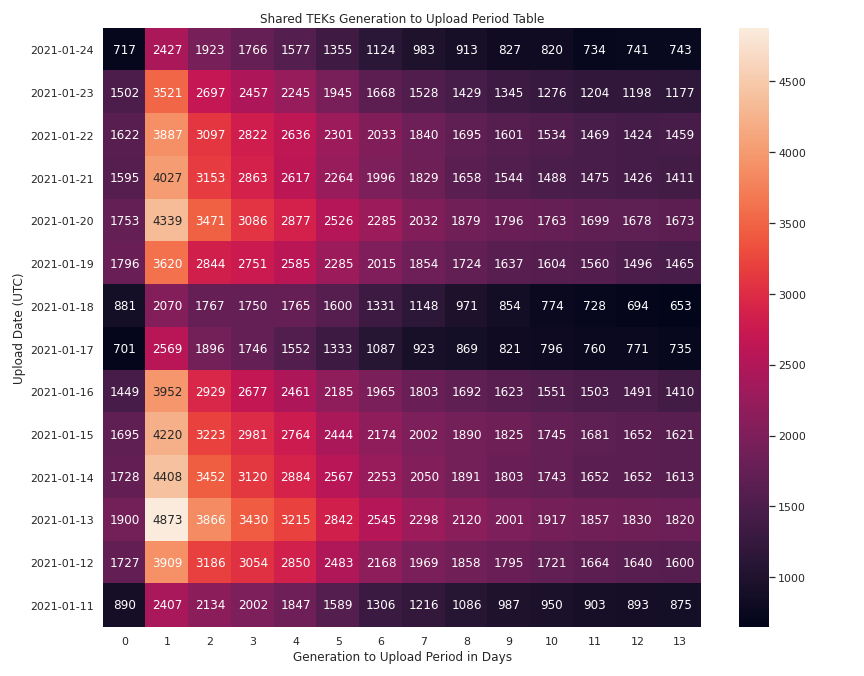 Shared TEKs Generation to Upload Period Table
Upload Date (UTC)
2021-01-24 717 2427 1923 1766 1577 1355 1124 983 913 827 820 734 741 743
2021-01-23 1502 3521 2697 2457 2245 1945 1668 1528 1429 1345 1276 1204 1198 1177
2021-01-22 1622 3887 3097 2822 2636 2301 2033 1840 1695 1601 1534 1469 1424 1459
2021-01-21 1595 4027 3153 2863 2617 2264 1996 1829 1658 1544 1488 1475 1426 1411
2021-01-20 1753 4339 3471 3086 2877 2526 2285 2032 1879 1796 1763 1699 1678 1673
2021-01-19 1796 3620 2844 2751 2585 2285 2015 1854 1724 1637 1604 1560 1496 1465
2021-01-18 881 2070 1767 1750 1765 1600 1331 1148 971 854 774 728 694 653
2021-01-17 701 2569 1896 1746 1552 1333 1087 923 869 821 796 760 771 735
2021-01-16 1449 3952 2929 2677 2461 2185 1965 1803 1692 1623 1551 1503 1491 1410
2021-01-15 1695 4220 3223 2981 2764 2444 2174 2002 1890 1825 1745 1681 1652 1621
2021-01-14 1728 4408 3452 3120 2884 2567 2253 2050 1891 1803 1743 1652 1652 1613
2021-01-13 1900 4873 3866 3430 3215 2842 2545 2298 2120 2001 1917 1857 1830 1820
2021-01-12 1727 3909 3186 3054 2850 2483 2168 1969 1858 1795 1721 1664 1640 1600
2021-01-11 890 2407 2134 2002 1847 1589 1306 1216 1086 987 950 903 893 875
0 1 2 3 4 5 6 7 8 9 10 11 12 13
Generation to Upload Period in Days
4500
4000
3500
3000
2500
2000
1500
1000